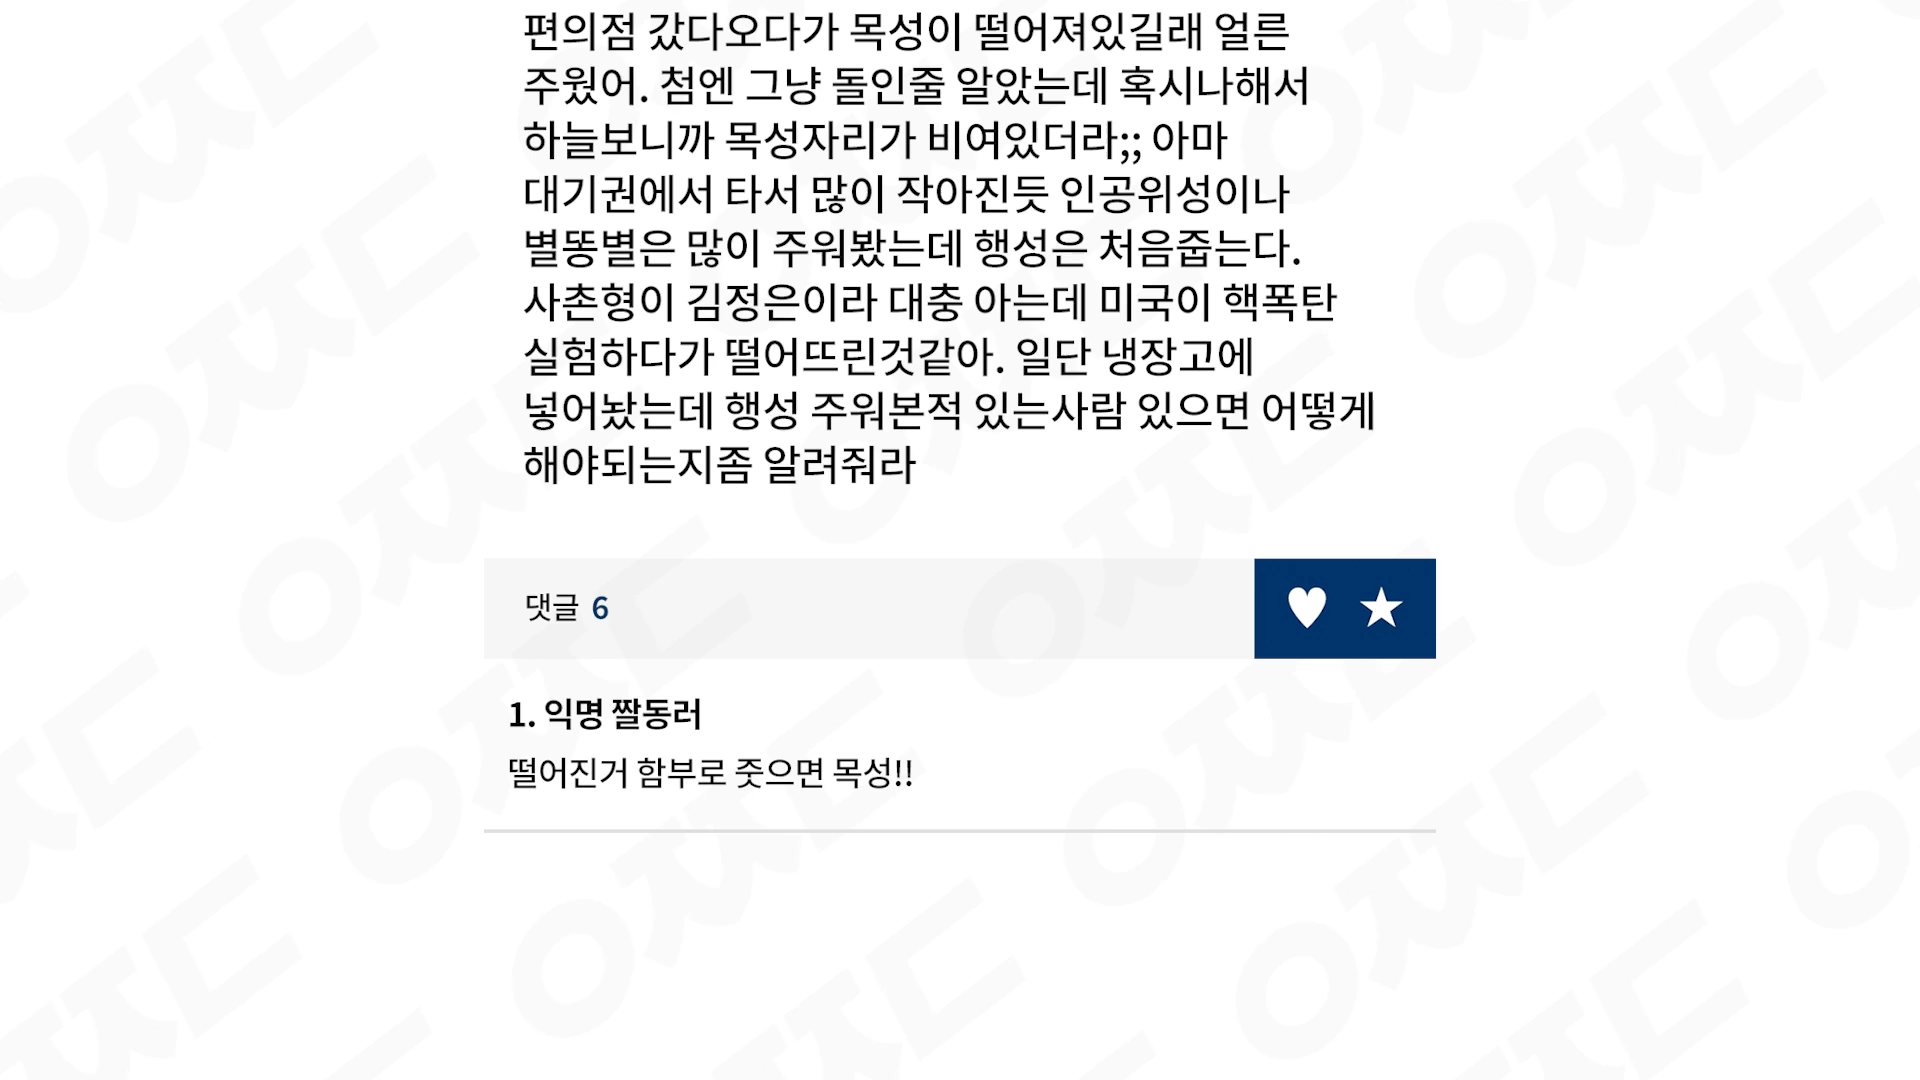 편의점 갔다오다가 목성이 떨어져있길래 얼른
주웠어. 첨엔 그냥 돌인줄 알았는데 혹시나해서
하늘보니까 목성자리가 비여있더라;; 아마
대기권에서 타서 많이 작아진듯 인공위성이나
별똥별은 많이 주워봤는데 행성은 처음줍는다.
사촌형이 김정은이라 대충 아는데 미국이 핵폭탄
실험하다가 떨어뜨린것같아. 일단 냉장고에
넣어놨는데 행성 주워본적 있는사람 있으면 어떻게
해야되는지좀 알려줘라
댓글 6
1. 익명 짤동러
떨어진거 함부로 줏으면 목성!!